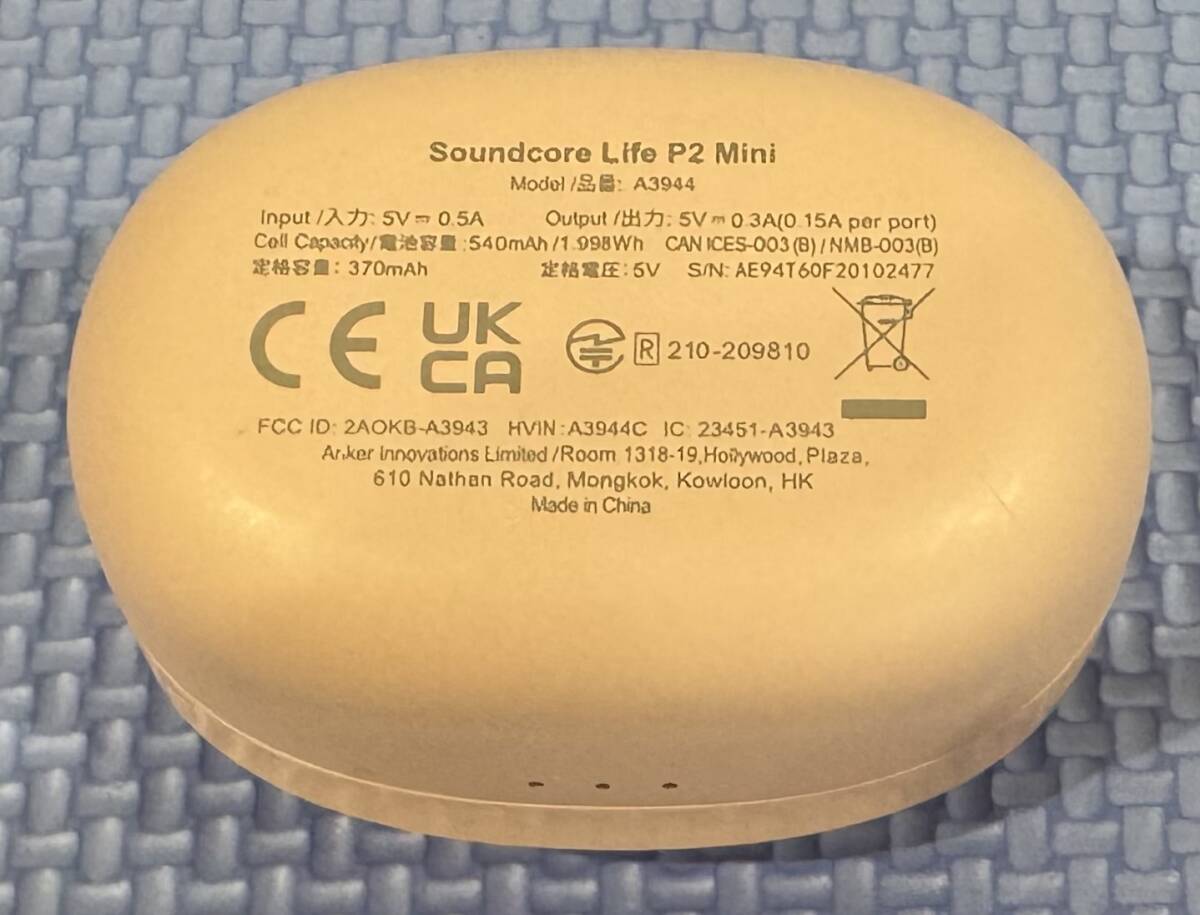 Soundcore Life P2 Mini
Model /品番: A3944
Input /入力: 5V⎓0.5A Output /出力: 5V⎓0.3A(0.15A per port)
Cell Capacity/電池容量:540mAh/1.998Wh CAN ICES-003 (B) / NMB-003(B)
定格容量: 370mAh 定格電圧:5V S/N: AE94T60F20102477
CE UK CA R 210-209810
FCC ID: 2AOKB-A3943 HVIN:A3944C IC: 23451-A3943
Anker Innovations Limited /Room 1318-19,Hollywood, Plaza,
610 Nathan Road, Mongkok, Kowloon, HK
Made in China